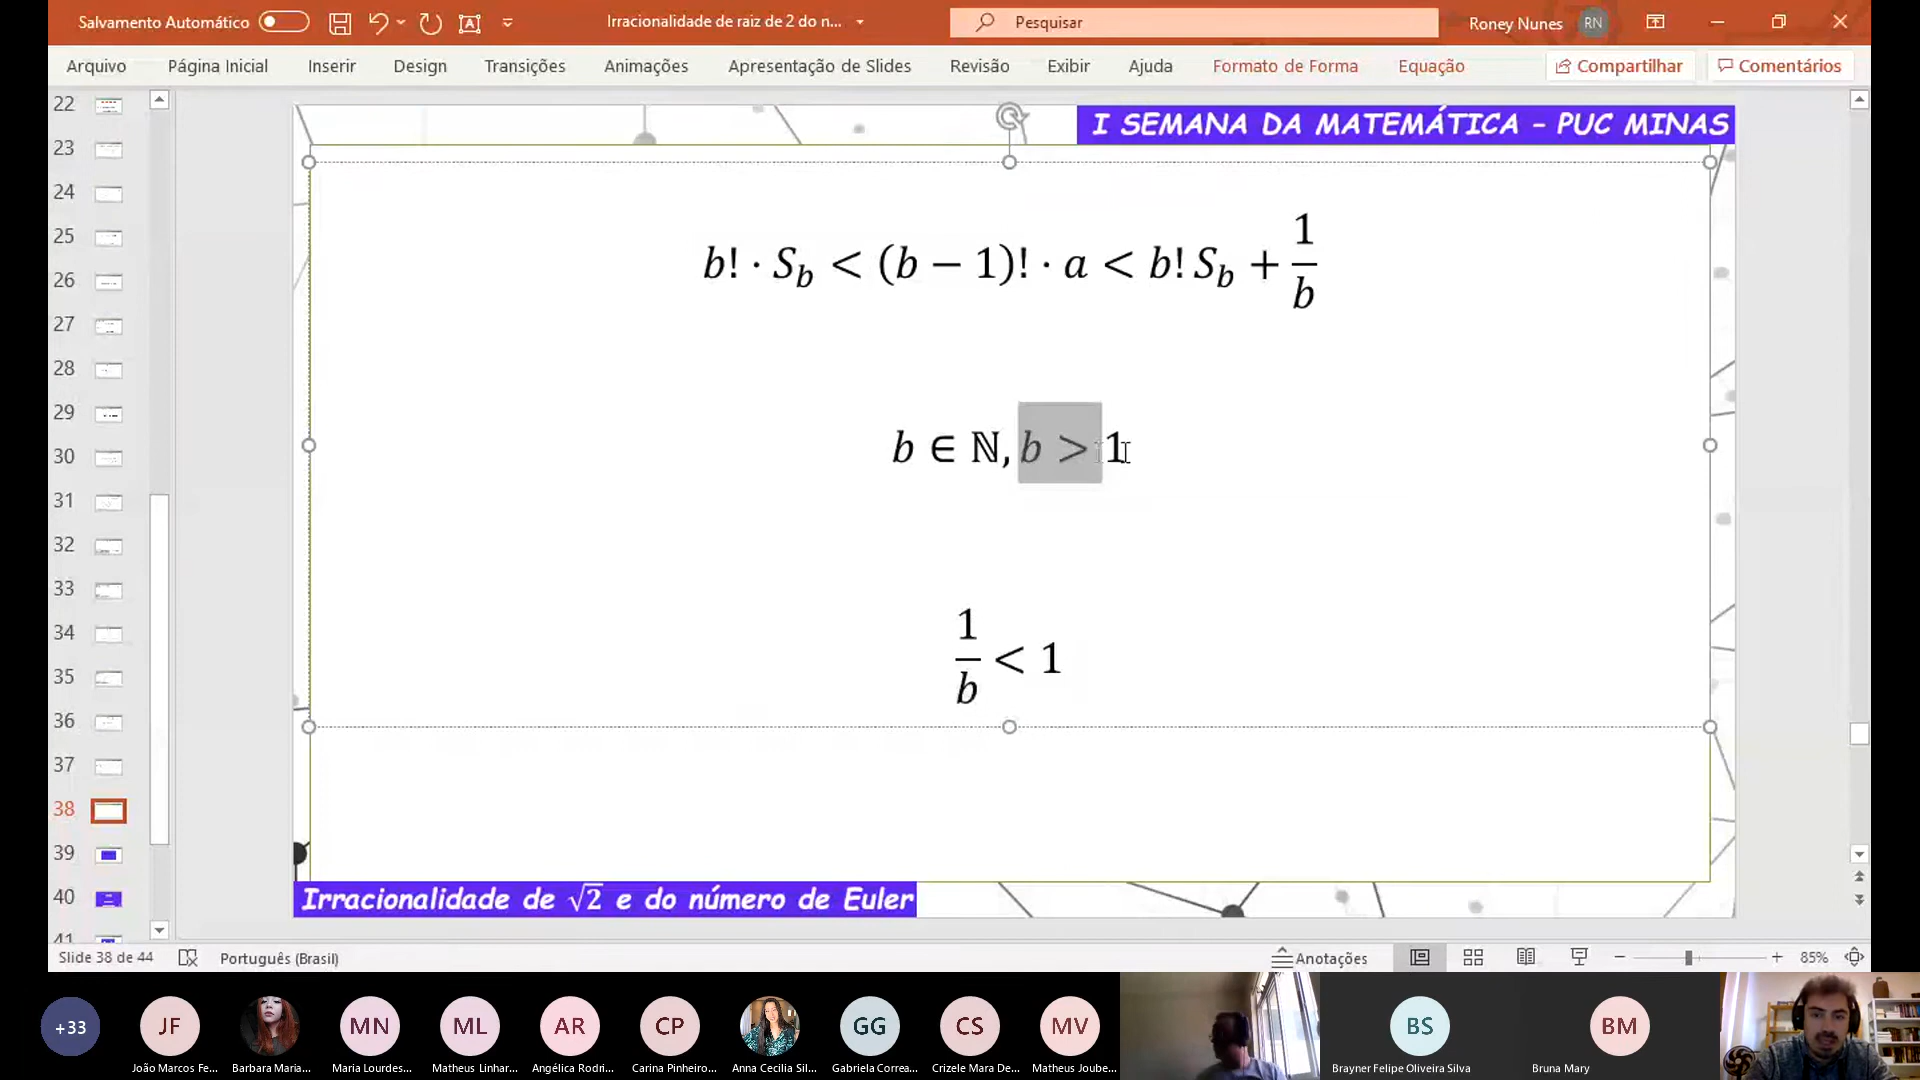 Salvamento Automático
Irracionalidade de raiz de 2 do n...
Pesquisar
Roney Nunes
RN
Arquivo
Página Inicial
Inserir
Design
Transições
Animações
Apresentação de Slides
Revisão
Exibir
Ajuda
Formato de Forma
Equação
Compartilhar
Comentários
22
23
24
25
26
27
28
29
30
31
32
33
34
35
36
37
38
39
40
41
I SEMANA DA MATEMÁTICA - PUC MINAS
b! · S_b < (b − 1)! · a < b! S_b + 1/b
b ∈ ℕ, b > 1
1/b < 1
Irracionalidade de √2 e do número de Euler
Slide 38 de 44
Português (Brasil)
Anotações
85%
+33
JF
MN
ML
AR
CP
GG
CS
MV
BS
BM
João Marcos Fe...
Barbara Maria...
Maria Lourdes...
Matheus Linhar...
Angélica Rodri...
Carina Pinheiro...
Anna Cecilia Sil...
Gabriela Correa...
Crizele Mara De...
Matheus Joube...
Brayner Felipe Oliveira Silva
Bruna Mary